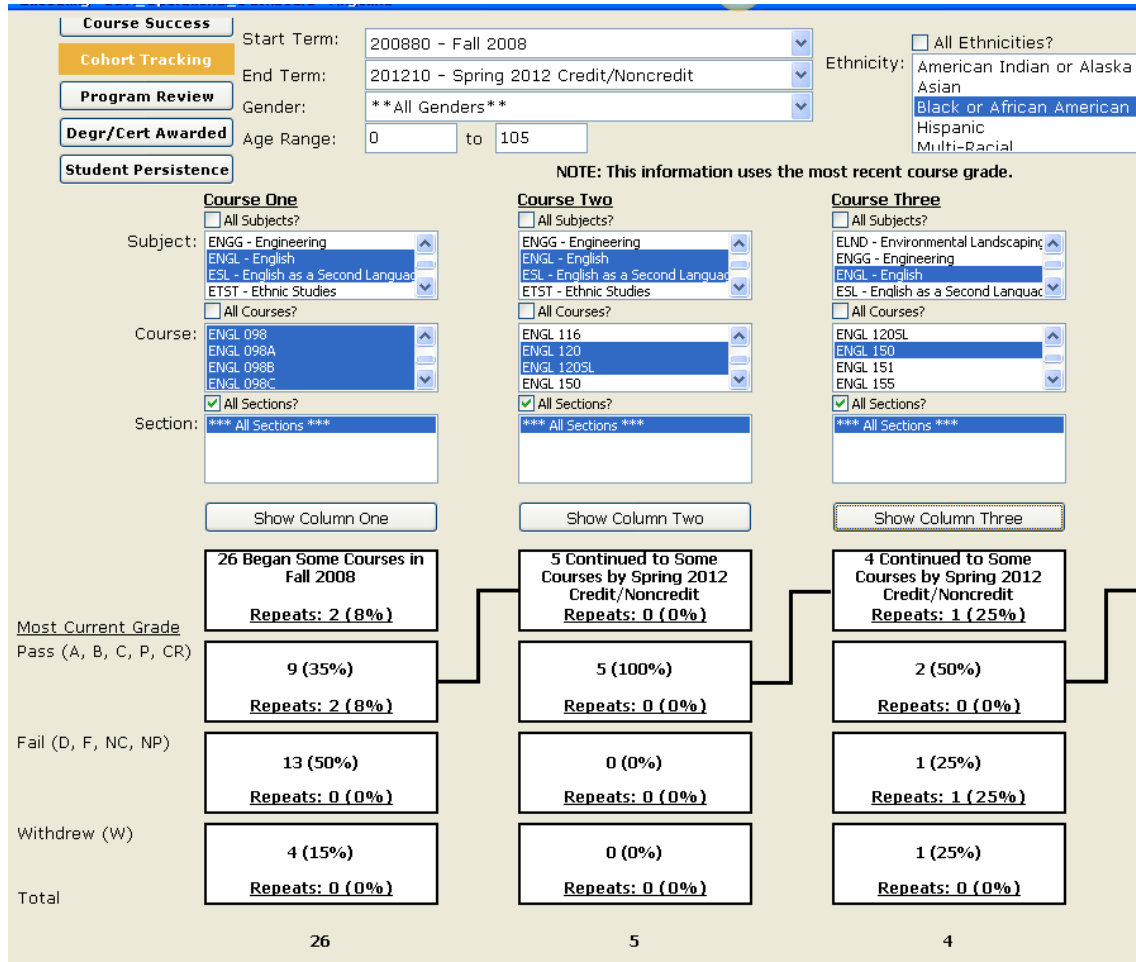 Course Success
Cohort Tracking
Program Review
Degr/Cert Awarded
Student Persistence
Start Term: 200880 - Fall 2008
End Term: 201210 - Spring 2012 Credit/Noncredit
Gender: **All Genders**
Age Range: 0 to 105
All Ethnicities?
Ethnicity: American Indian or Alaska
Asian
Black or African American
Hispanic
Multi-Racial
NOTE: This information uses the most recent course grade.
Course One Course Two Course Three
All Subjects? All Subjects? All Subjects?
Subject: ENGG - Engineering ENGG - Engineering ELND - Environmental Landscaping
ENGL - English ENGL - English ENGG - Engineering
ESL - English as a Second Languag ESL - English as a Second Languag ENGL - English
ETST - Ethnic Studies ETST - Ethnic Studies ESL - English as a Second Languag
All Courses? All Courses? All Courses?
Course: ENGL 098 ENGL 116 ENGL 120SL
ENGL 098A ENGL 120 ENGL 150
ENGL 098B ENGL 120SL ENGL 151
ENGL 098C ENGL 150 ENGL 155
All Sections? All Sections? All Sections?
Section: *** All Sections *** *** All Sections *** *** All Sections ***
Show Column One Show Column Two Show Column Three
26 Began Some Courses in 5 Continued to Some 4 Continued to Some
Fall 2008 Courses by Spring 2012 Courses by Spring 2012
Credit/Noncredit Credit/Noncredit
Repeats: 2 (8%) Repeats: 0 (0%) Repeats: 1 (25%)
Most Current Grade
Pass (A, B, C, P, CR)
9 (35%) 5 (100%) 2 (50%)
Repeats: 2 (8%) Repeats: 0 (0%) Repeats: 0 (0%)
Fail (D, F, NC, NP)
13 (50%) 0 (0%) 1 (25%)
Repeats: 0 (0%) Repeats: 0 (0%) Repeats: 1 (25%)
Withdrew (W)
4 (15%) 0 (0%) 1 (25%)
Repeats: 0 (0%) Repeats: 0 (0%) Repeats: 0 (0%)
Total
26 5 4